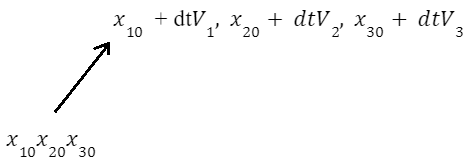 x₁₀ + dtV₁, x₂₀ + dtV₂, x₃₀ + dtV₃
x₁₀x₂₀x₃₀